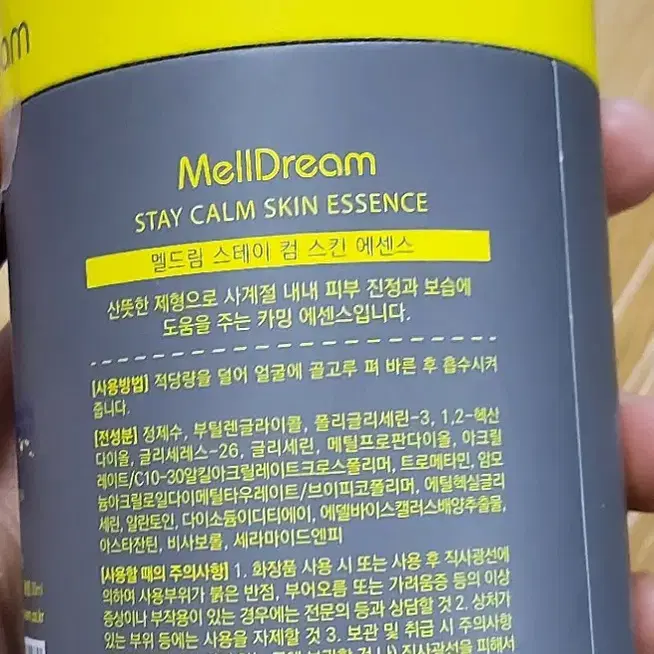 am
MellDream
STAY CALM SKIN ESSENCE
멜드림 스테이 컴 스킨 에센스
산뜻한 제형으로 사계절 내내 피부 진정과 보습에
도움을 주는 카밍 에센스입니다.
[사용방법] 적당량을 덜어 얼굴에 골고루 펴 바른 후 흡수시켜
줍니다.
[전성분] 정제수, 부틸렌글라이콜, 폴리글리세린-3, 1,2-헥산
다이올, 글리세레스-26, 글리세린, 메틸프로판다이올, 아크릴
레이트/C10-30알킬아크릴레이트크로스폴리머, 트로메타민, 암모
늄아크릴로일다이메틸타우레이트/브이피코폴리머, 에틸헥실글리
세린, 알란토인, 다이소듐이디티에이, 에델바이스캘러스배양추출물,
아스타잔틴, 비사보롤, 세라마이드엔피
[사용할 때의 주의사항] 1. 화장품 사용 시 또는 사용 후 직사광선에
의하여 사용부위가 붉은 반점, 부어오름 또는 가려움증 등의 이상
증상이나 부작용이 있는 경우에는 전문의 등과 상담할 것 2. 상처가
있는 부위 등에는 사용을 자제할 것 3. 보관 및 취급 시 주의사항
직사광선을 피해서